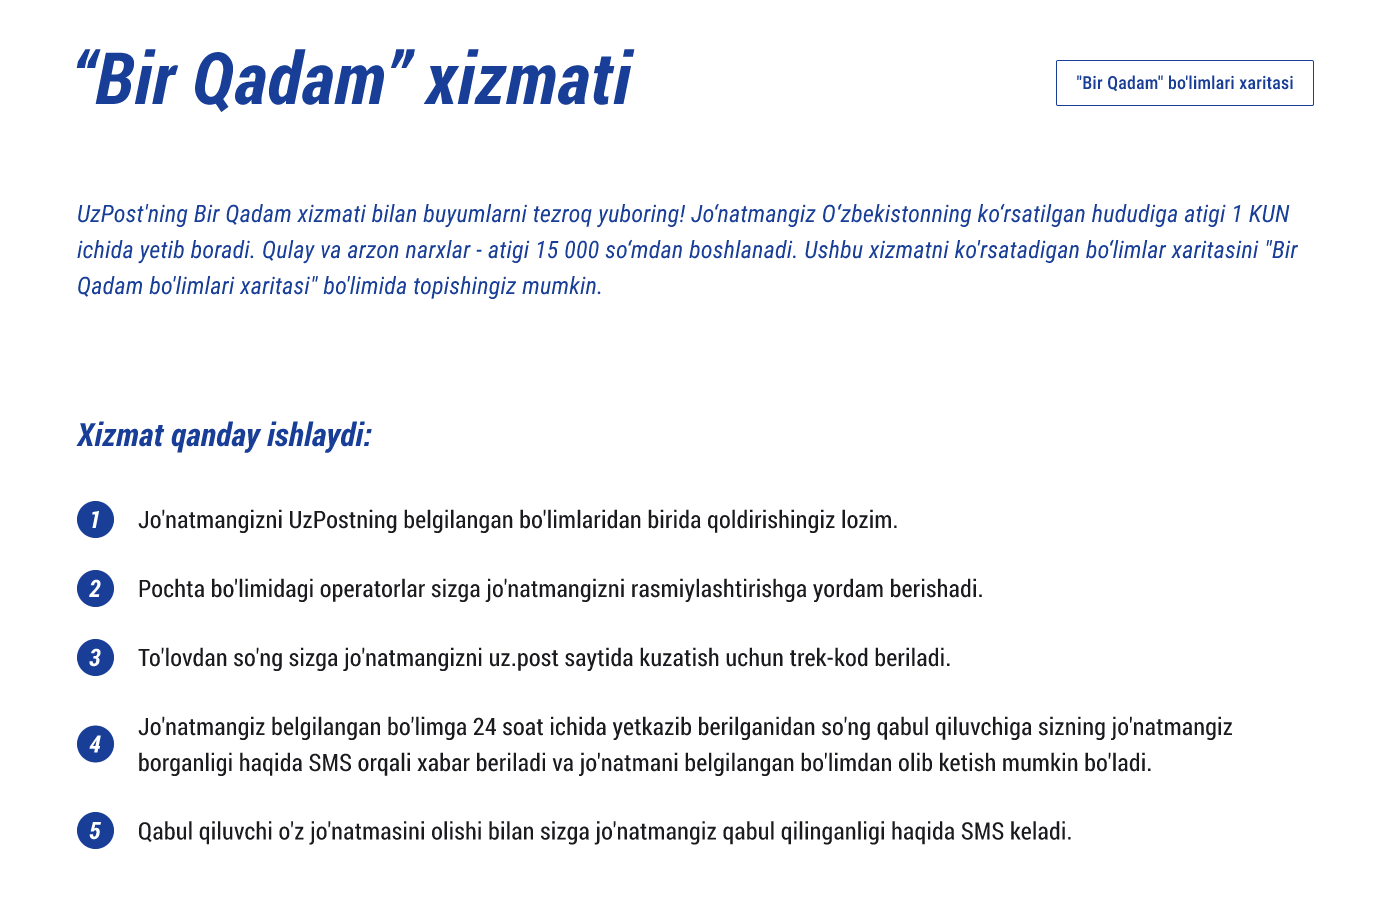 “Bir Qadam” xizmati
"Bir Qadam" bo'limlari xaritasi
UzPost'ning Bir Qadam xizmati bilan buyumlarni tezroq yuboring! Jo‘natmangiz O‘zbekistonning ko‘rsatilgan hududiga atigi 1 KUN
ichida yetib boradi. Qulay va arzon narxlar - atigi 15 000 so‘mdan boshlanadi. Ushbu xizmatni ko'rsatadigan bo‘limlar xaritasini "Bir
Qadam bo'limlari xaritasi" bo'limida topishingiz mumkin.
Xizmat qanday ishlaydi:
1 Jo'natmangizni UzPostning belgilangan bo'limlaridan birida qoldirishingiz lozim.
2 Pochta bo'limidagi operatorlar sizga jo'natmangizni rasmiylashtirishga yordam berishadi.
3 To'lovdan so'ng sizga jo'natmangizni uz.post saytida kuzatish uchun trek-kod beriladi.
4 Jo'natmangiz belgilangan bo'limga 24 soat ichida yetkazib berilganidan so'ng qabul qiluvchiga sizning jo'natmangiz
borganligi haqida SMS orqali xabar beriladi va jo'natmani belgilangan bo'limdan olib ketish mumkin bo'ladi.
5 Qabul qiluvchi o'z jo'natmasini olishi bilan sizga jo'natmangiz qabul qilinganligi haqida SMS keladi.